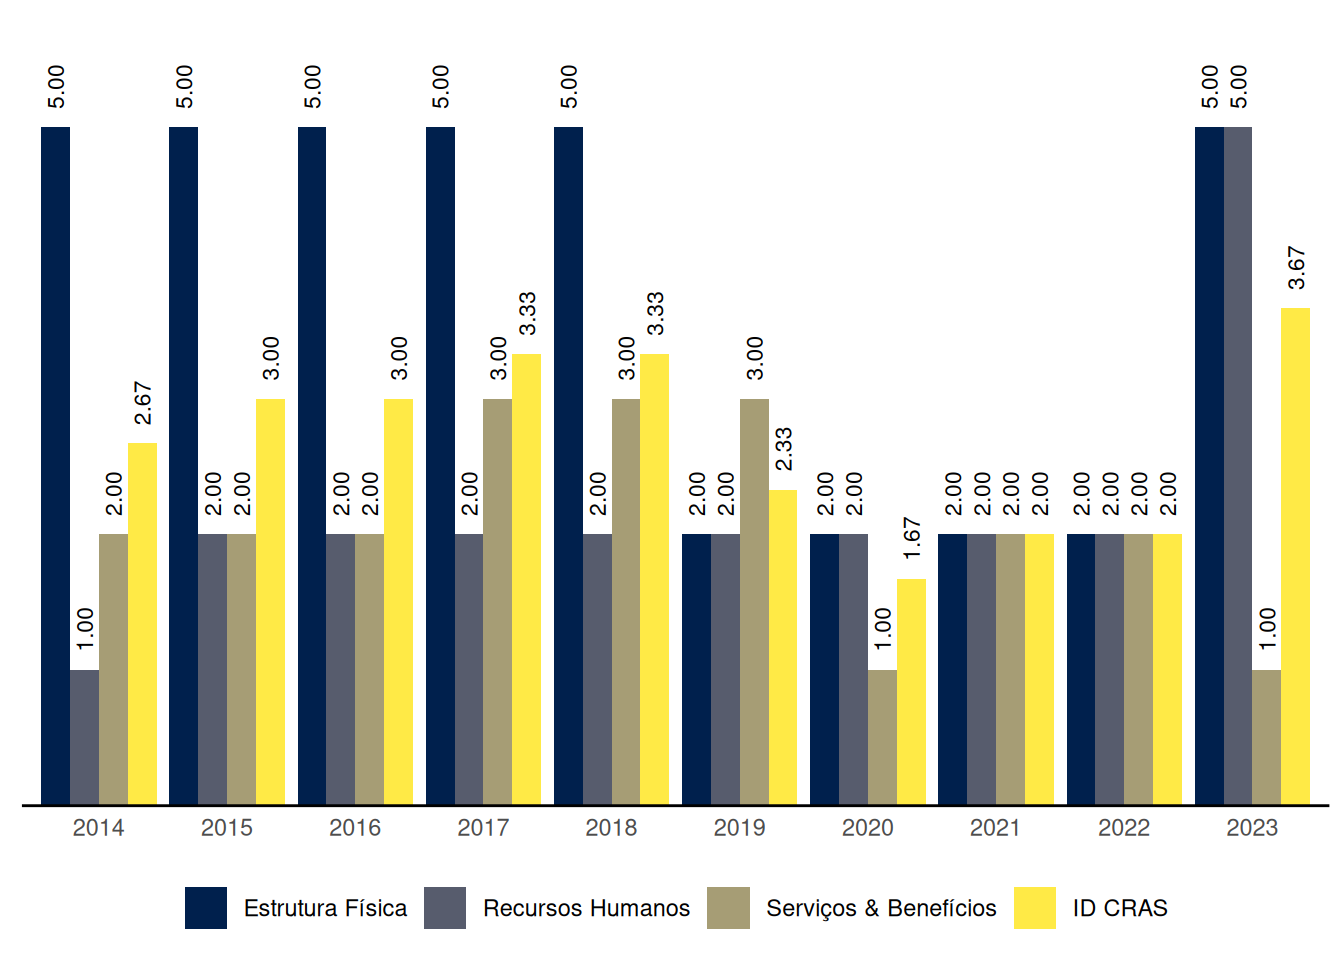 5.00 5.00 5.00 5.00 5.00 5.00 5.00
3.67
3.33 3.33
3.00 3.00 3.00 3.00 3.00
2.67
2.33
2.00 2.00 2.00 2.00 2.00 2.00 2.00 2.00 2.00 2.00 2.00 2.00 2.00 2.00 2.00 2.00 2.00 2.00 2.00
1.67
1.00 1.00 1.00
2014 2015 2016 2017 2018 2019 2020 2021 2022 2023
Estrutura Física Recursos Humanos Serviços & Benefícios ID CRAS